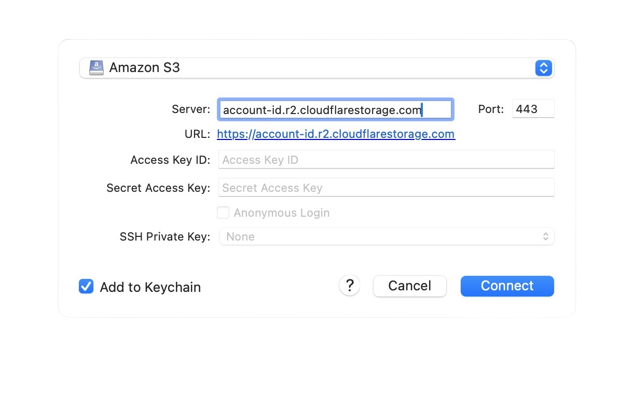 Amazon S3
Server: account-id.r2.cloudflarestorage.com Port: 443
URL: https://account-id.r2.cloudflarestorage.com
Access Key ID: Access Key ID
Secret Access Key: Secret Access Key
Anonymous Login
SSH Private Key: None
Add to Keychain ? Cancel Connect